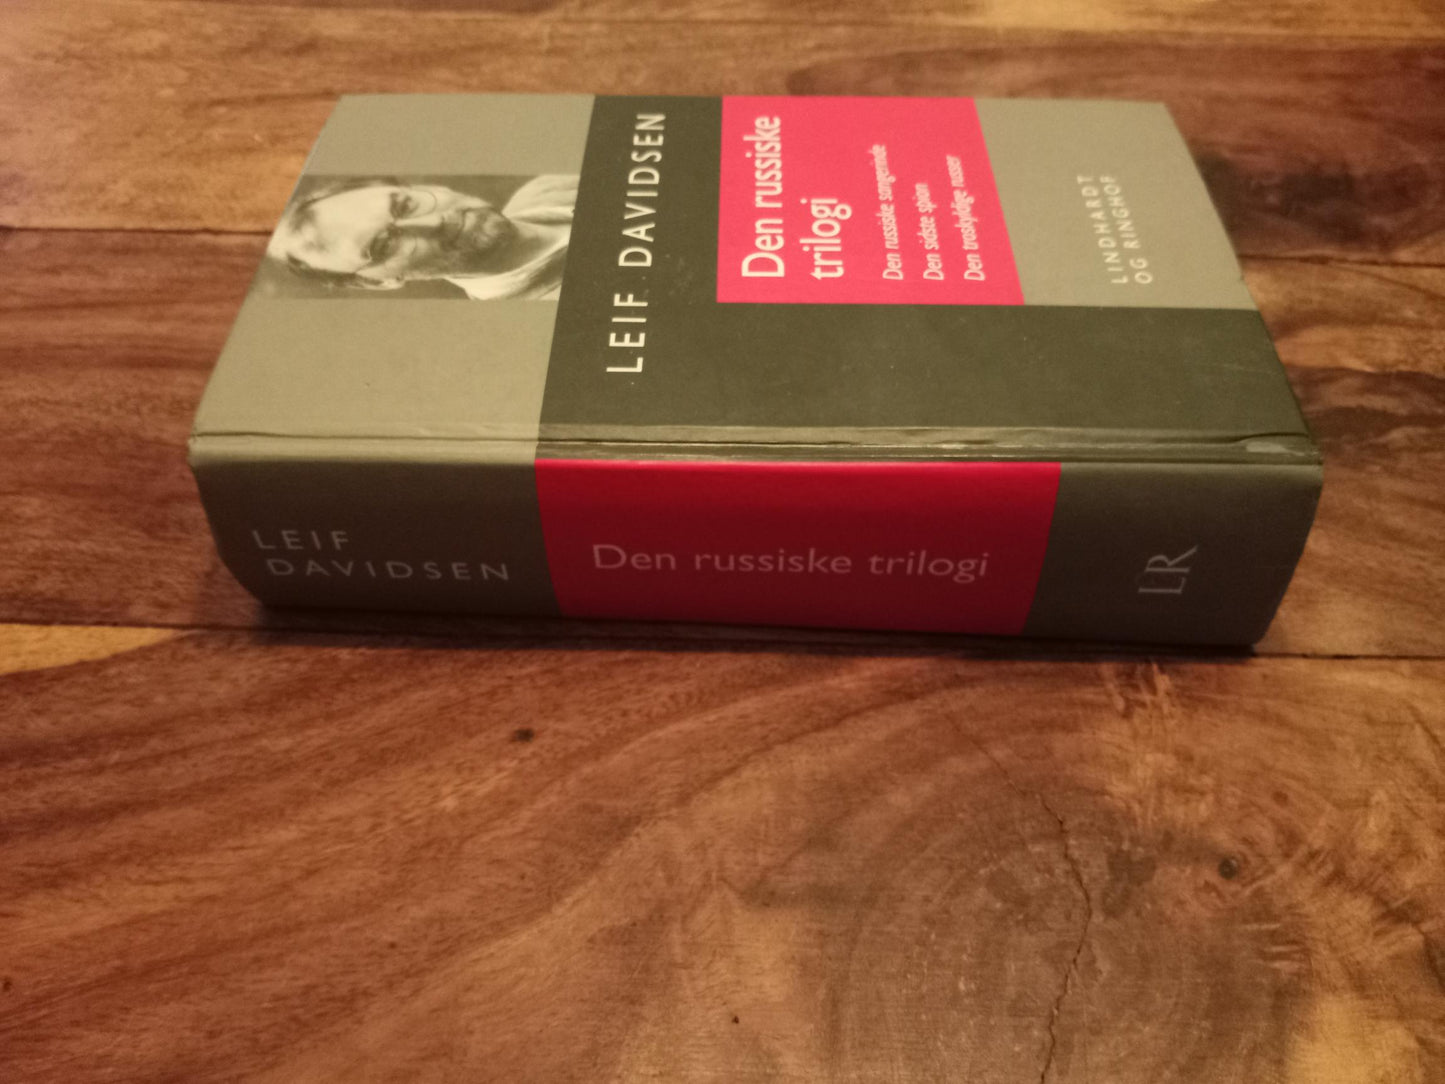 LEIF DAVIDSEN
Den russiske
trilogi
Den russiske sangerinde
Den sidste spion
Den troskyldige russer
LINDHARDT
OG RINGHOF
LEIF
DAVIDSEN
Den russiske trilogi
LR